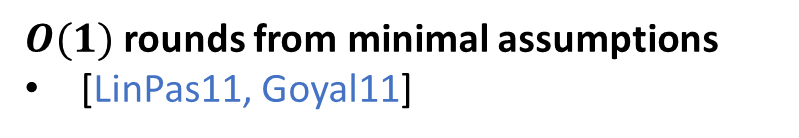 O(1) rounds from minimal assumptions
• [LinPas11, Goyal11]